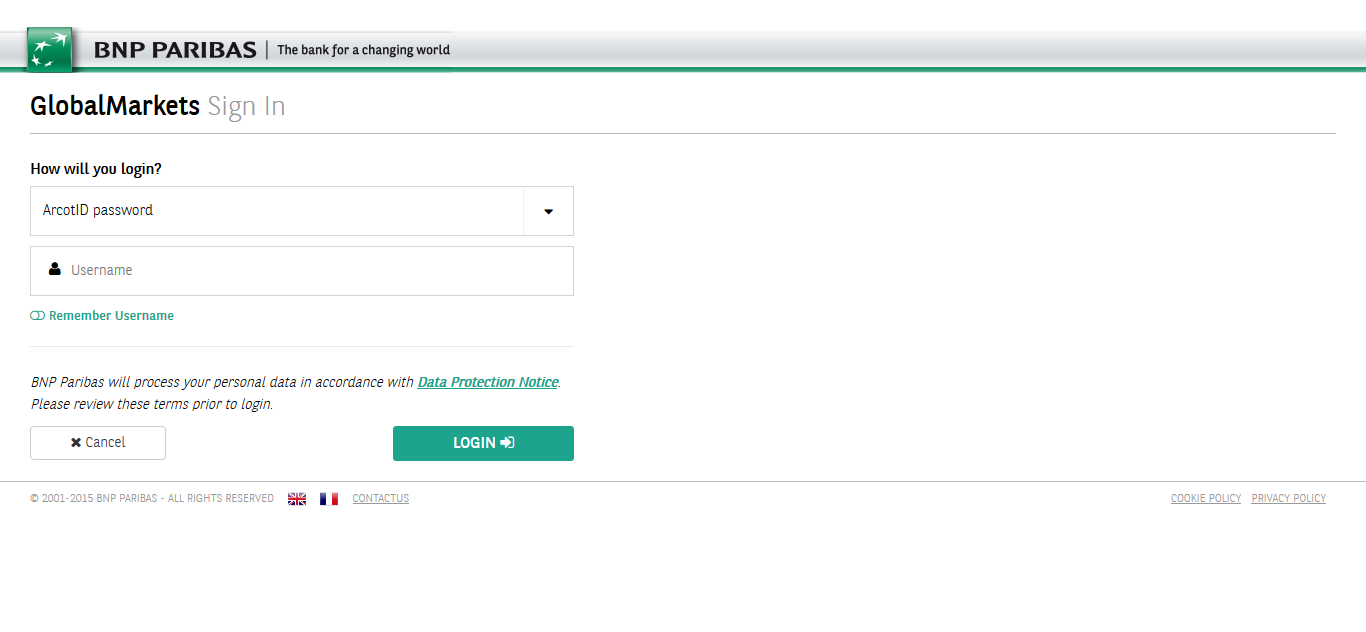 BNP PARIBAS | The bank for a changing world
GlobalMarkets Sign In
How will you login?
ArcotID password
Username
Remember Username
BNP Paribas will process your personal data in accordance with Data Protection Notice.
Please review these terms prior to login.
Cancel
LOGIN
© 2001-2015 BNP PARIBAS - ALL RIGHTS RESERVED CONTACTUS COOKIE POLICY PRIVACY POLICY